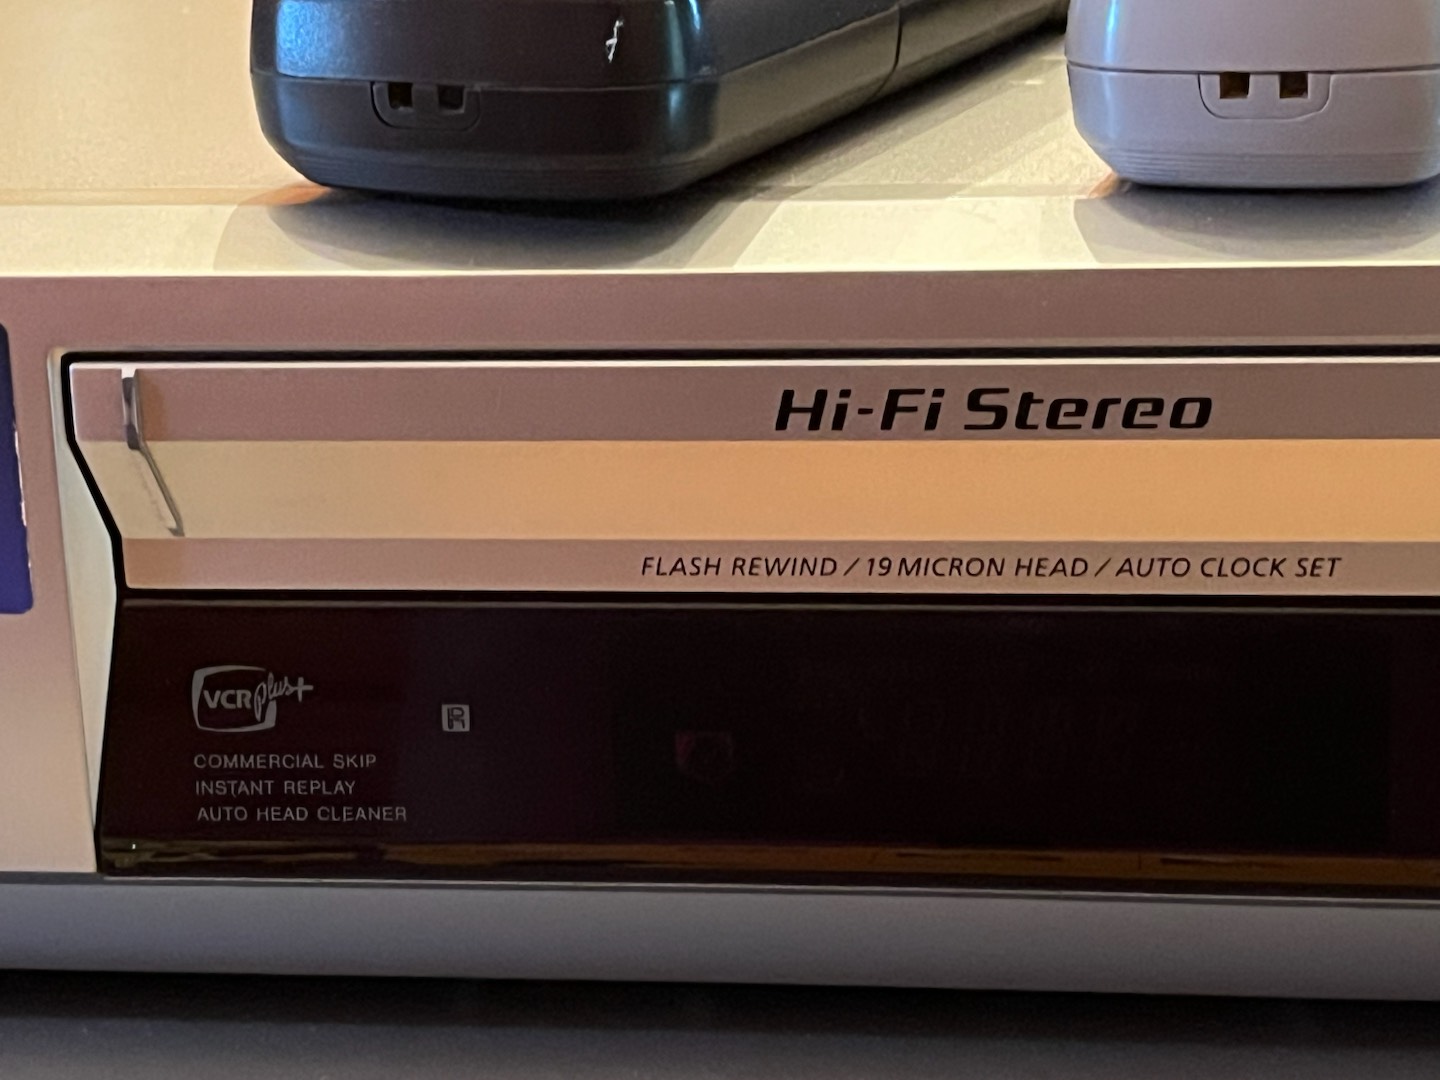 Hi-Fi Stereo
FLASH REWIND / 19 MICRON HEAD / AUTO CLOCK SET
VCR plus+
R
COMMERCIAL SKIP
INSTANT REPLAY
AUTO HEAD CLEANER